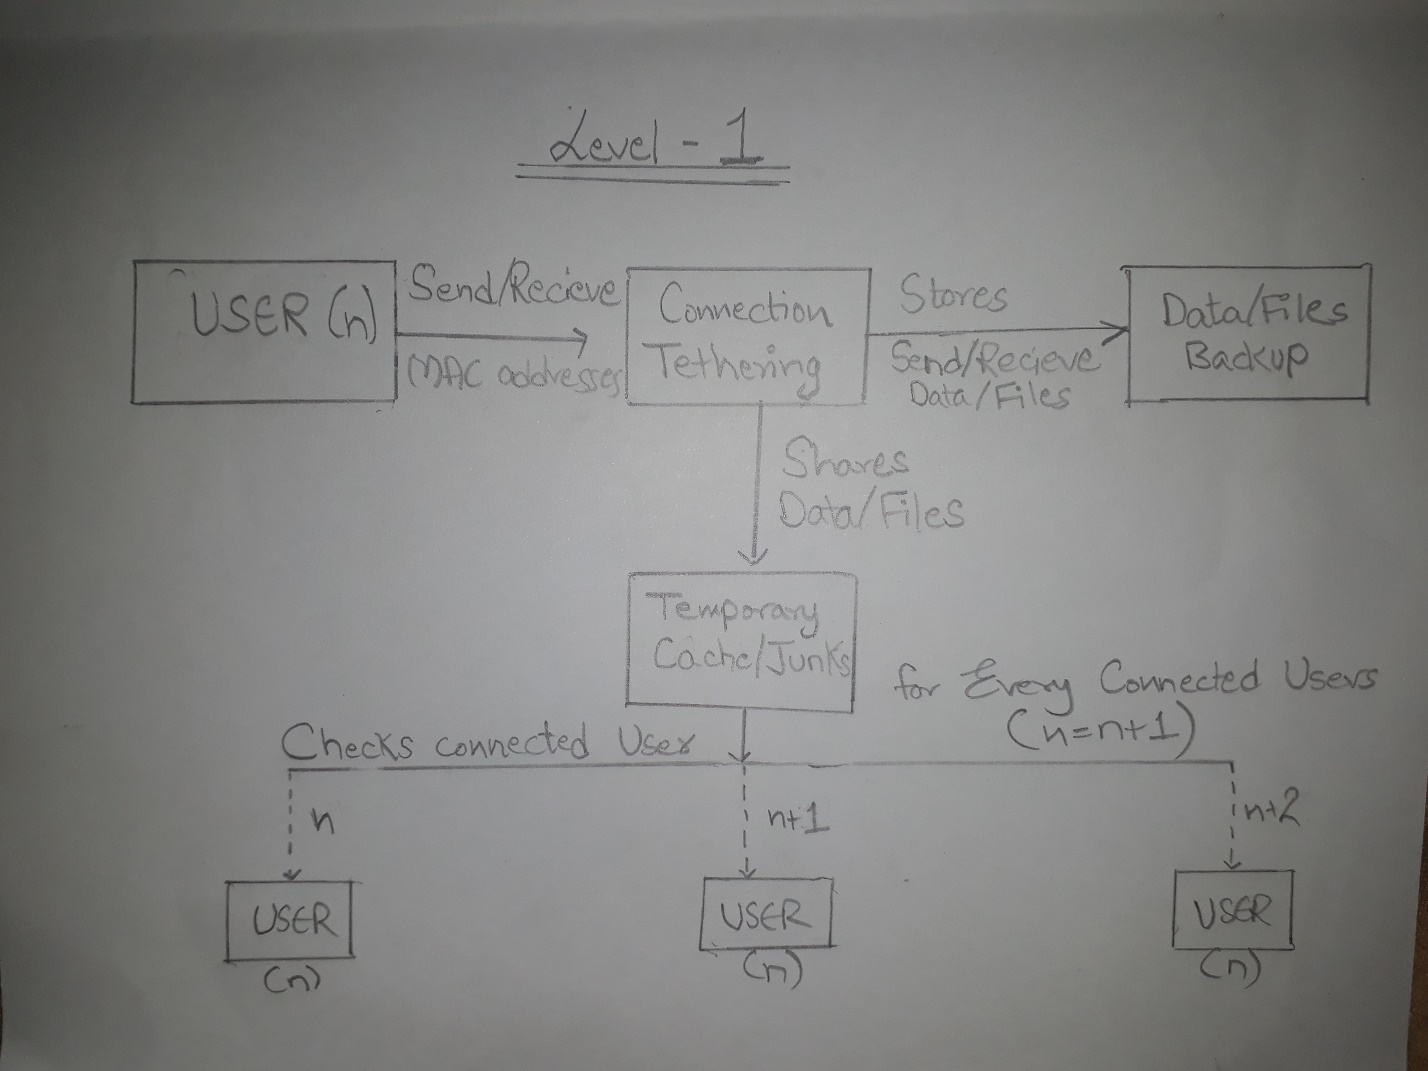 Level - 1
USER (n)
Send/Recieve
MAC addresses
Connection
Tethering
Stores
Send/Recieve
Data/Files
Data/Files
Backup
Shares
Data/Files
Temporary
Cache/Junks
for Every Connected Users
(n=n+1)
Checks connected User
n
n+1
n+2
USER
(n)
USER
(n)
USER
(n)